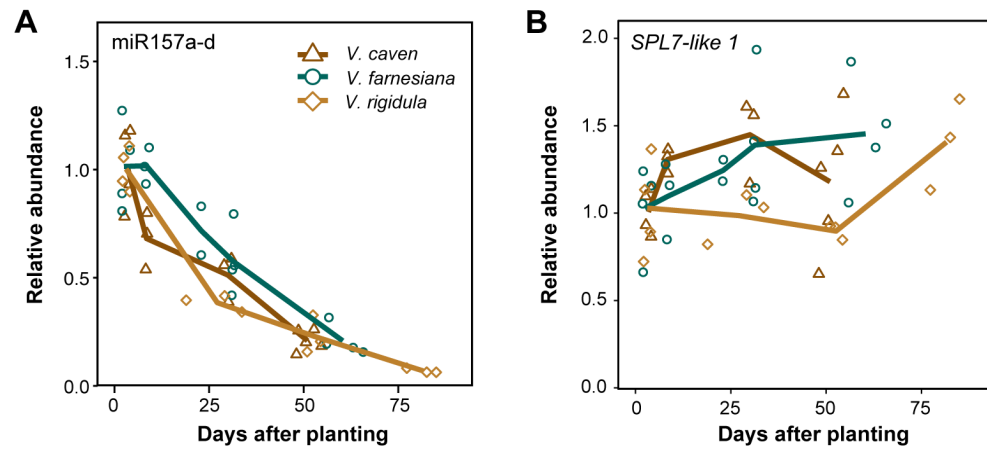 A
miR157a-d
V. caven
V. farnesiana
V. rigidula
Relative abundance
1.5
1.0
0.5
0.0
0
25
50
75
Days after planting
B
SPL7-like 1
Relative abundance
2.0
1.5
1.0
0.5
0.0
0
25
50
75
Days after planting